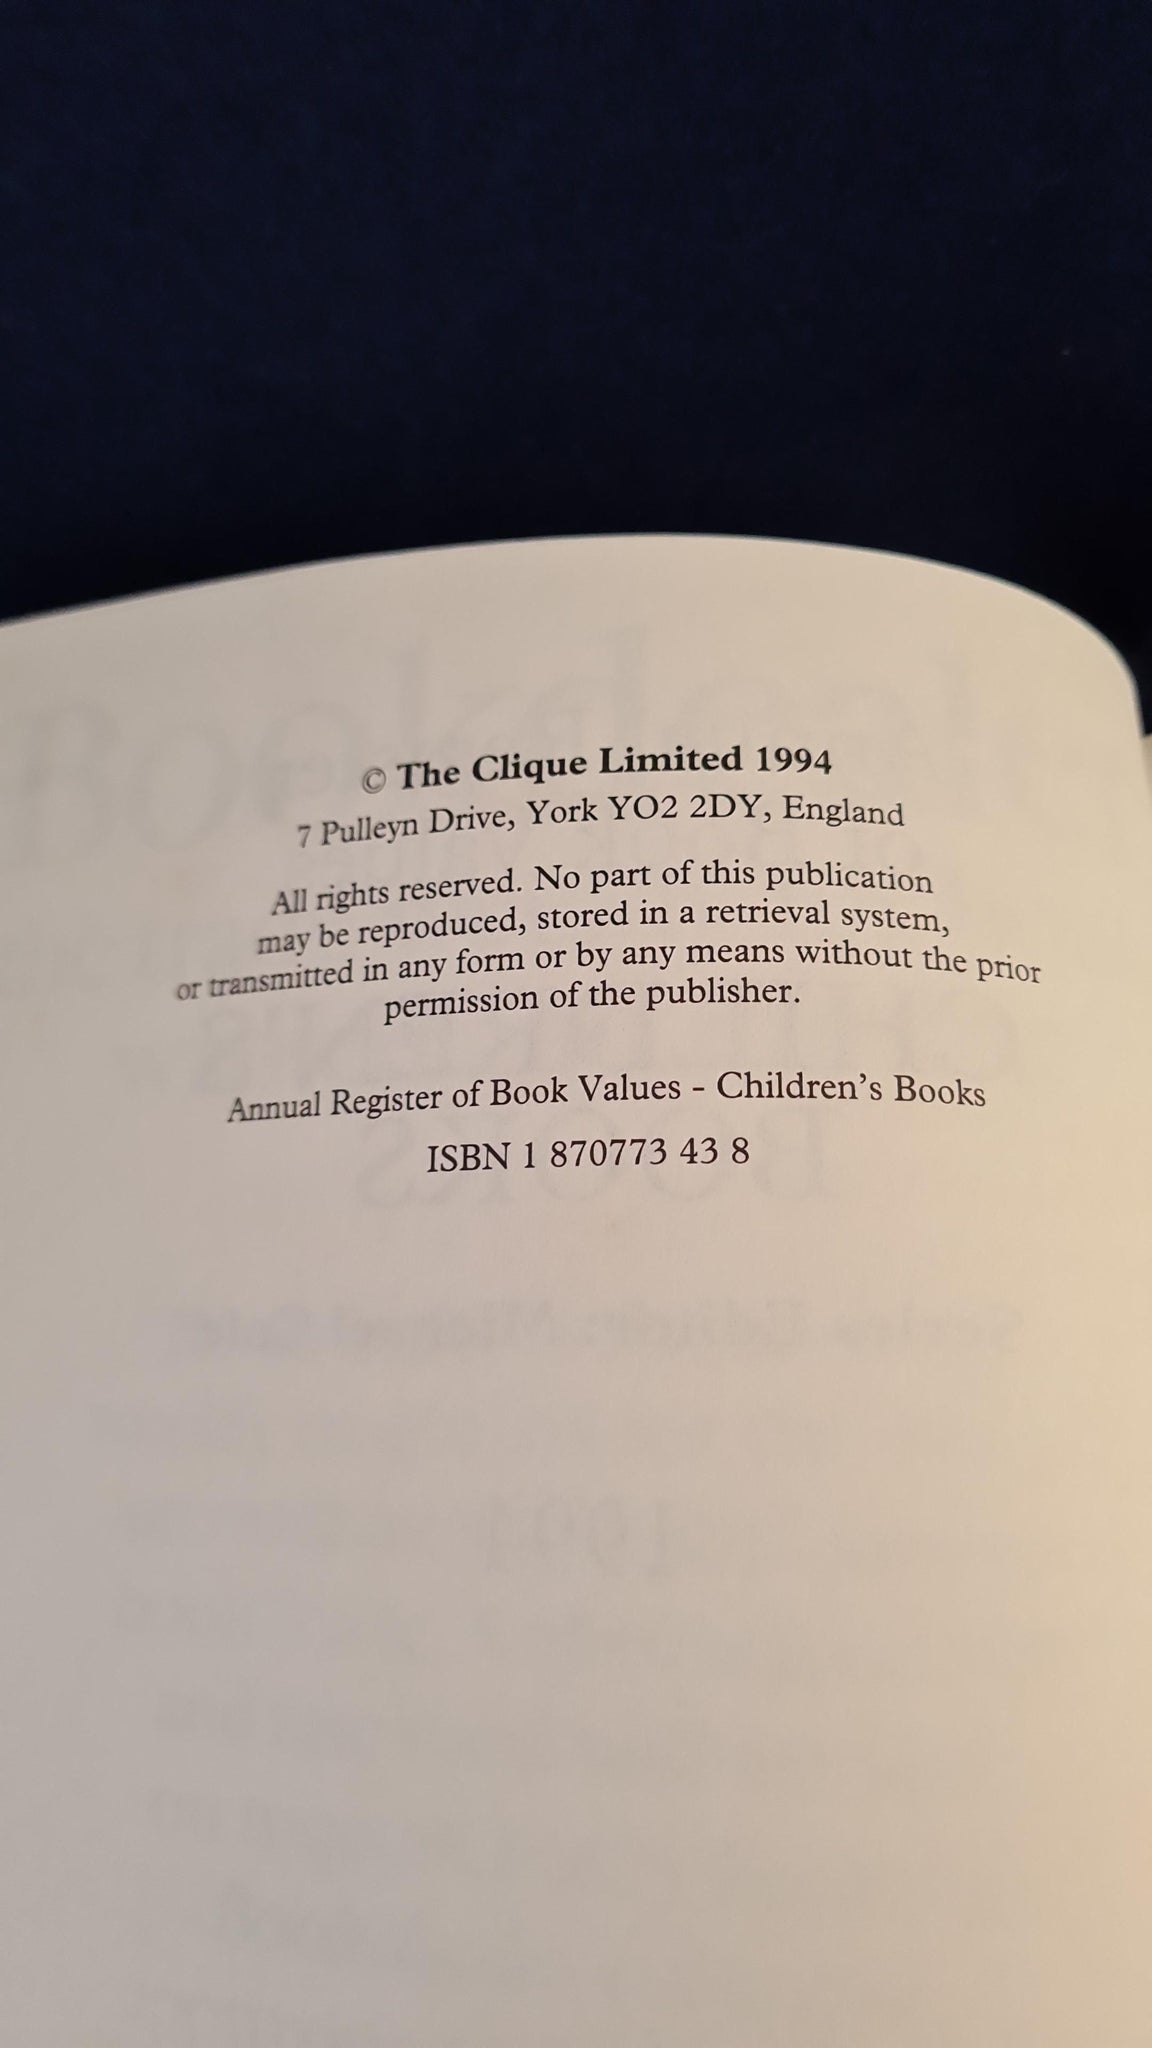 © The Clique Limited 1994
7 Pulleyn Drive, York YO2 2DY, England
All rights reserved. No part of this publication
may be reproduced, stored in a retrieval system,
or transmitted in any form or by any means without the prior
permission of the publisher.
Annual Register of Book Values - Children's Books
ISBN 1 870773 43 8